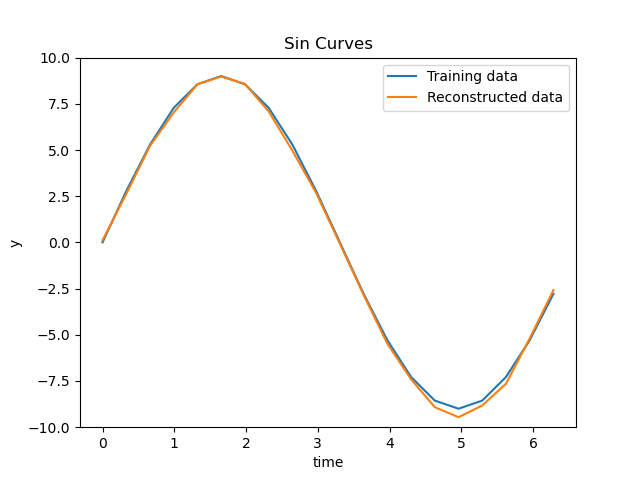 Sin Curves
Training data
Reconstructed data
10.0
7.5
5.0
2.5
0.0
−2.5
−5.0
−7.5
−10.0
y
0 1 2 3 4 5 6
time